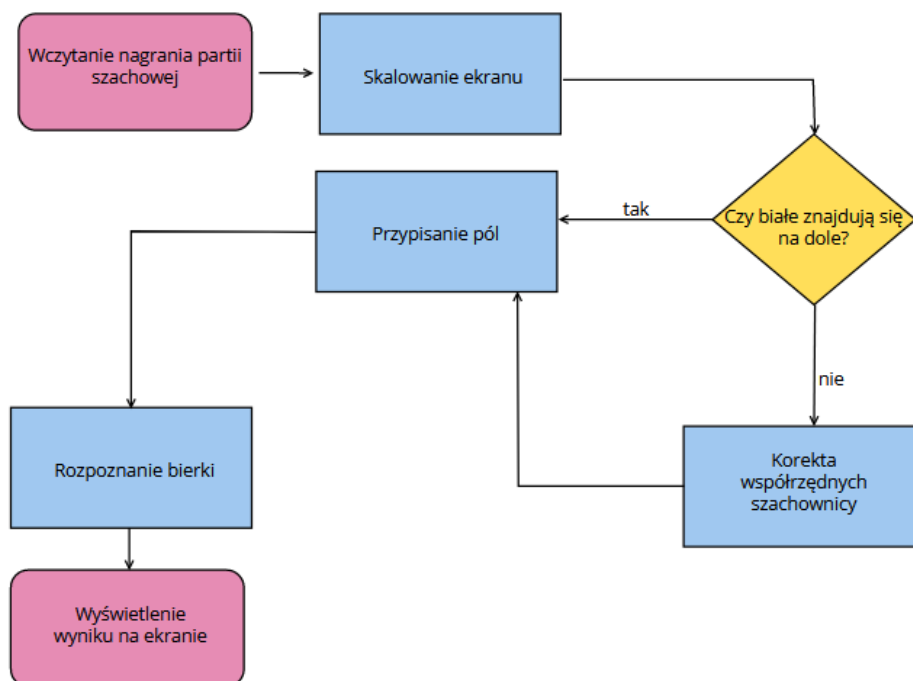 Wczytanie nagrania partii
szachowej
Skalowanie ekranu
Czy białe znajdują się
na dole?
tak
Przypisanie pól
nie
Korekta
współrzędnych
szachownicy
Rozpoznanie bierki
Wyświetlenie
wyniku na ekranie